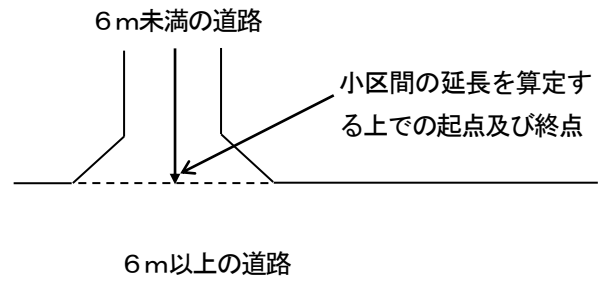 ６ｍ未満の道路
小区間の延長を算定す
る上での起点及び終点
６ｍ以上の道路